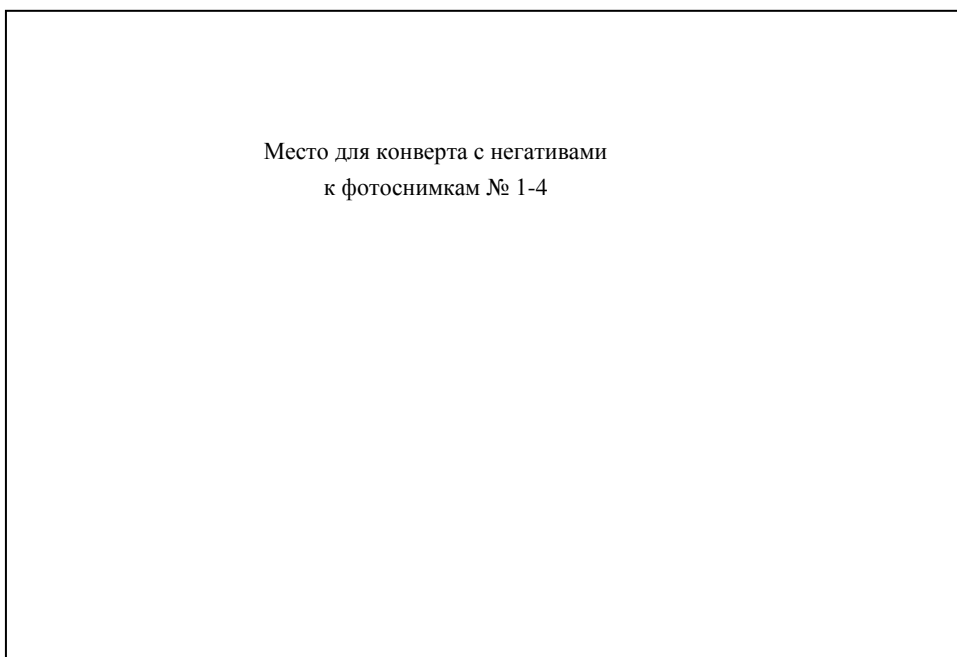 Место для конверта с негативами
к фотоснимкам № 1-4